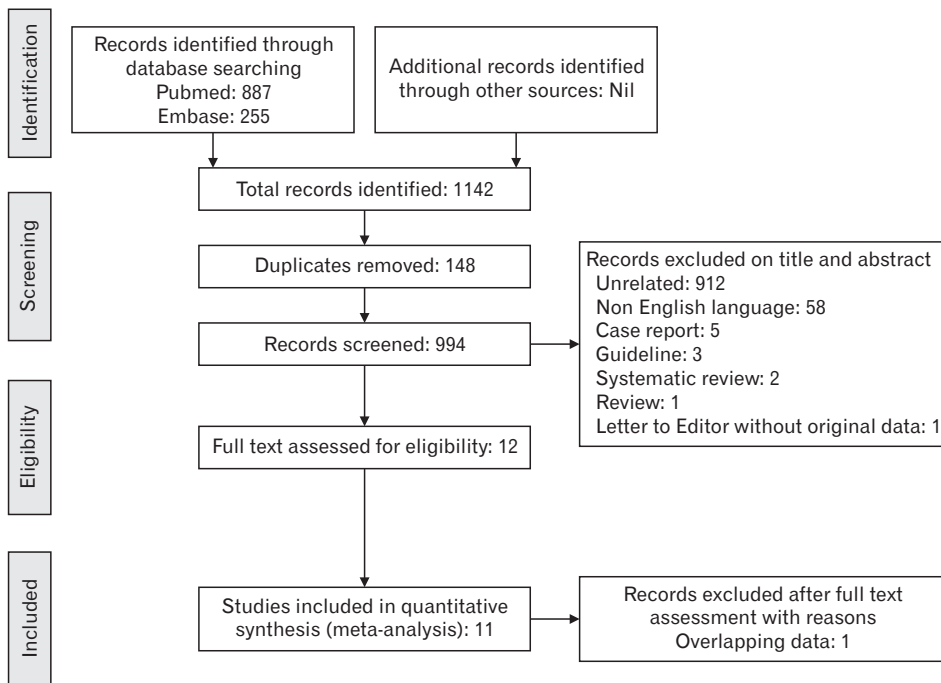 Identification
Records identified through
database searching
Pubmed: 887
Embase: 255
Additional records identified
through other sources: Nil
Total records identified: 1142
Screening
Duplicates removed: 148
Records screened: 994
Records excluded on title and abstract
Unrelated: 912
Non English language: 58
Case report: 5
Guideline: 3
Systematic review: 2
Review: 1
Letter to Editor without original data: 1
Eligibility
Full text assessed for eligibility: 12
Included
Studies included in quantitative
synthesis (meta-analysis): 11
Records excluded after full text
assessment with reasons
Overlapping data: 1